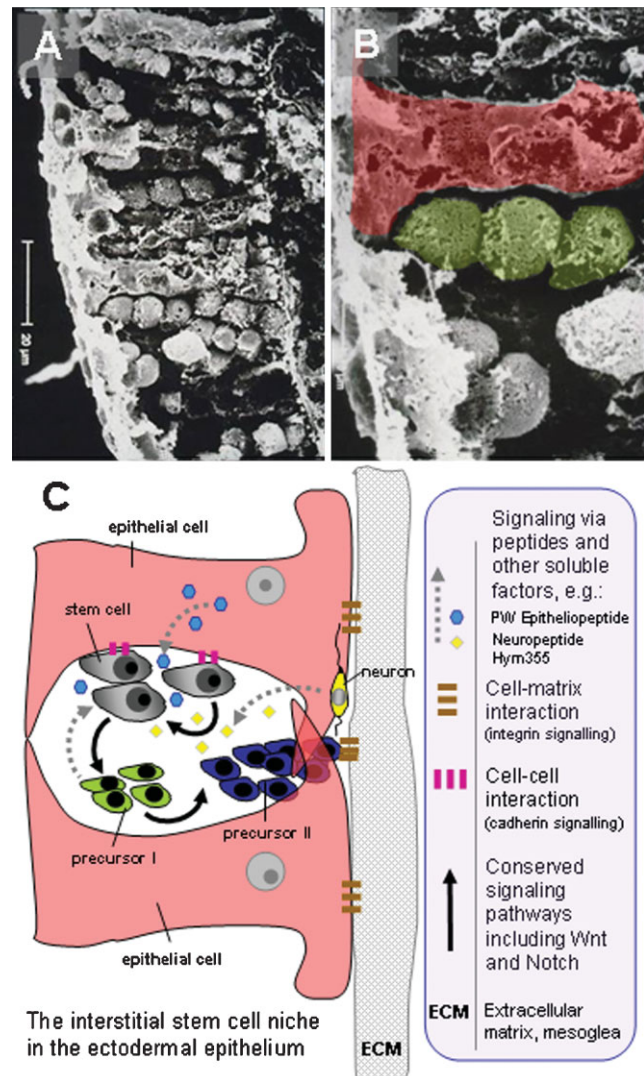 A
B
20 µm
C
epithelial cell
stem cell
neuron
precursor I
precursor II
epithelial cell
The interstitial stem cell niche
in the ectodermal epithelium
ECM
Signaling via
peptides and
other soluble
factors, e.g.:
PW Epitheliopeptide
Neuropeptide
Hym355
Cell-matrix
interaction
(integrin signalling)
Cell-cell
interaction
(cadherin signalling)
Conserved
signaling
pathways
including Wnt
and Notch
ECM
Extracellular
matrix, mesoglea